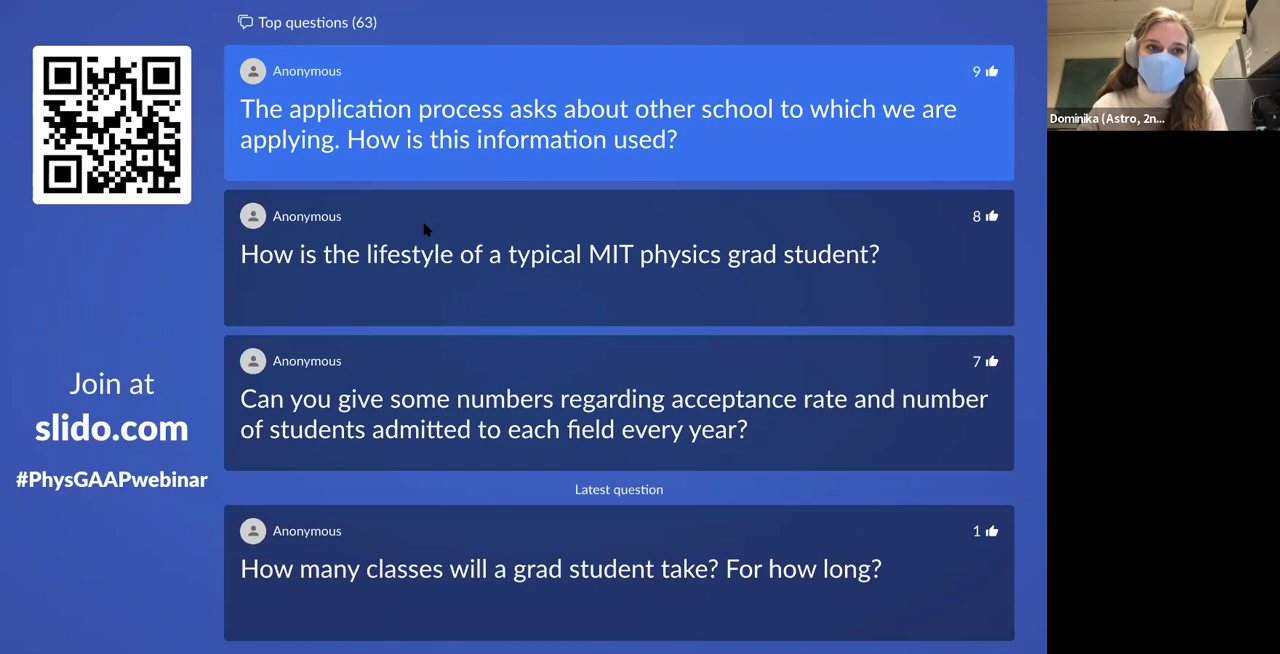 Top questions (63)
Anonymous
9
The application process asks about other school to which we are
applying. How is this information used?
Anonymous
8
How is the lifestyle of a typical MIT physics grad student?
Anonymous
7
Can you give some numbers regarding acceptance rate and number
of students admitted to each field every year?
Latest question
Anonymous
1
How many classes will a grad student take? For how long?
Join at
slido.com
#PhysGAAPwebinar
Dominika (Astro, 2n...